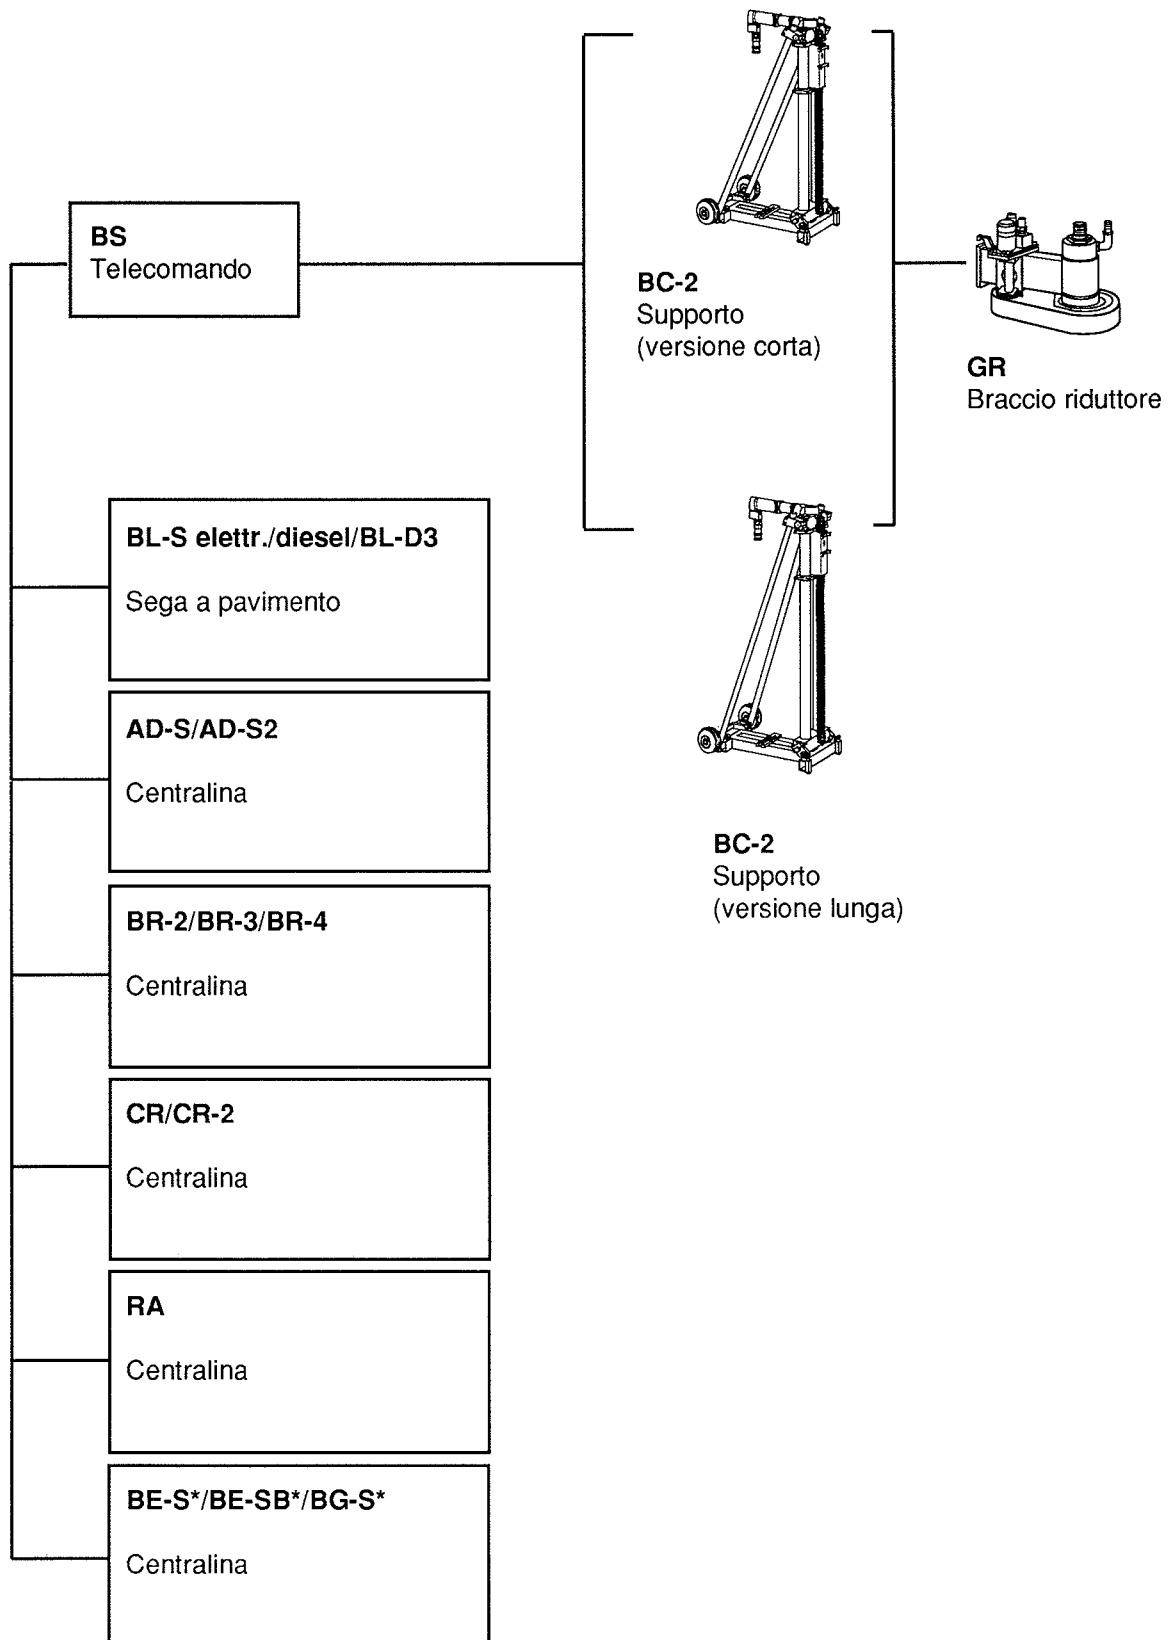 BS
Telecomando
BC-2
Supporto
(versione corta)
GR
Braccio riduttore
BL-S elettr./diesel/BL-D3
Sega a pavimento
AD-S/AD-S2
Centralina
BC-2
Supporto
(versione lunga)
BR-2/BR-3/BR-4
Centralina
CR/CR-2
Centralina
RA
Centralina
BE-S*/BE-SB*/BG-S*
Centralina